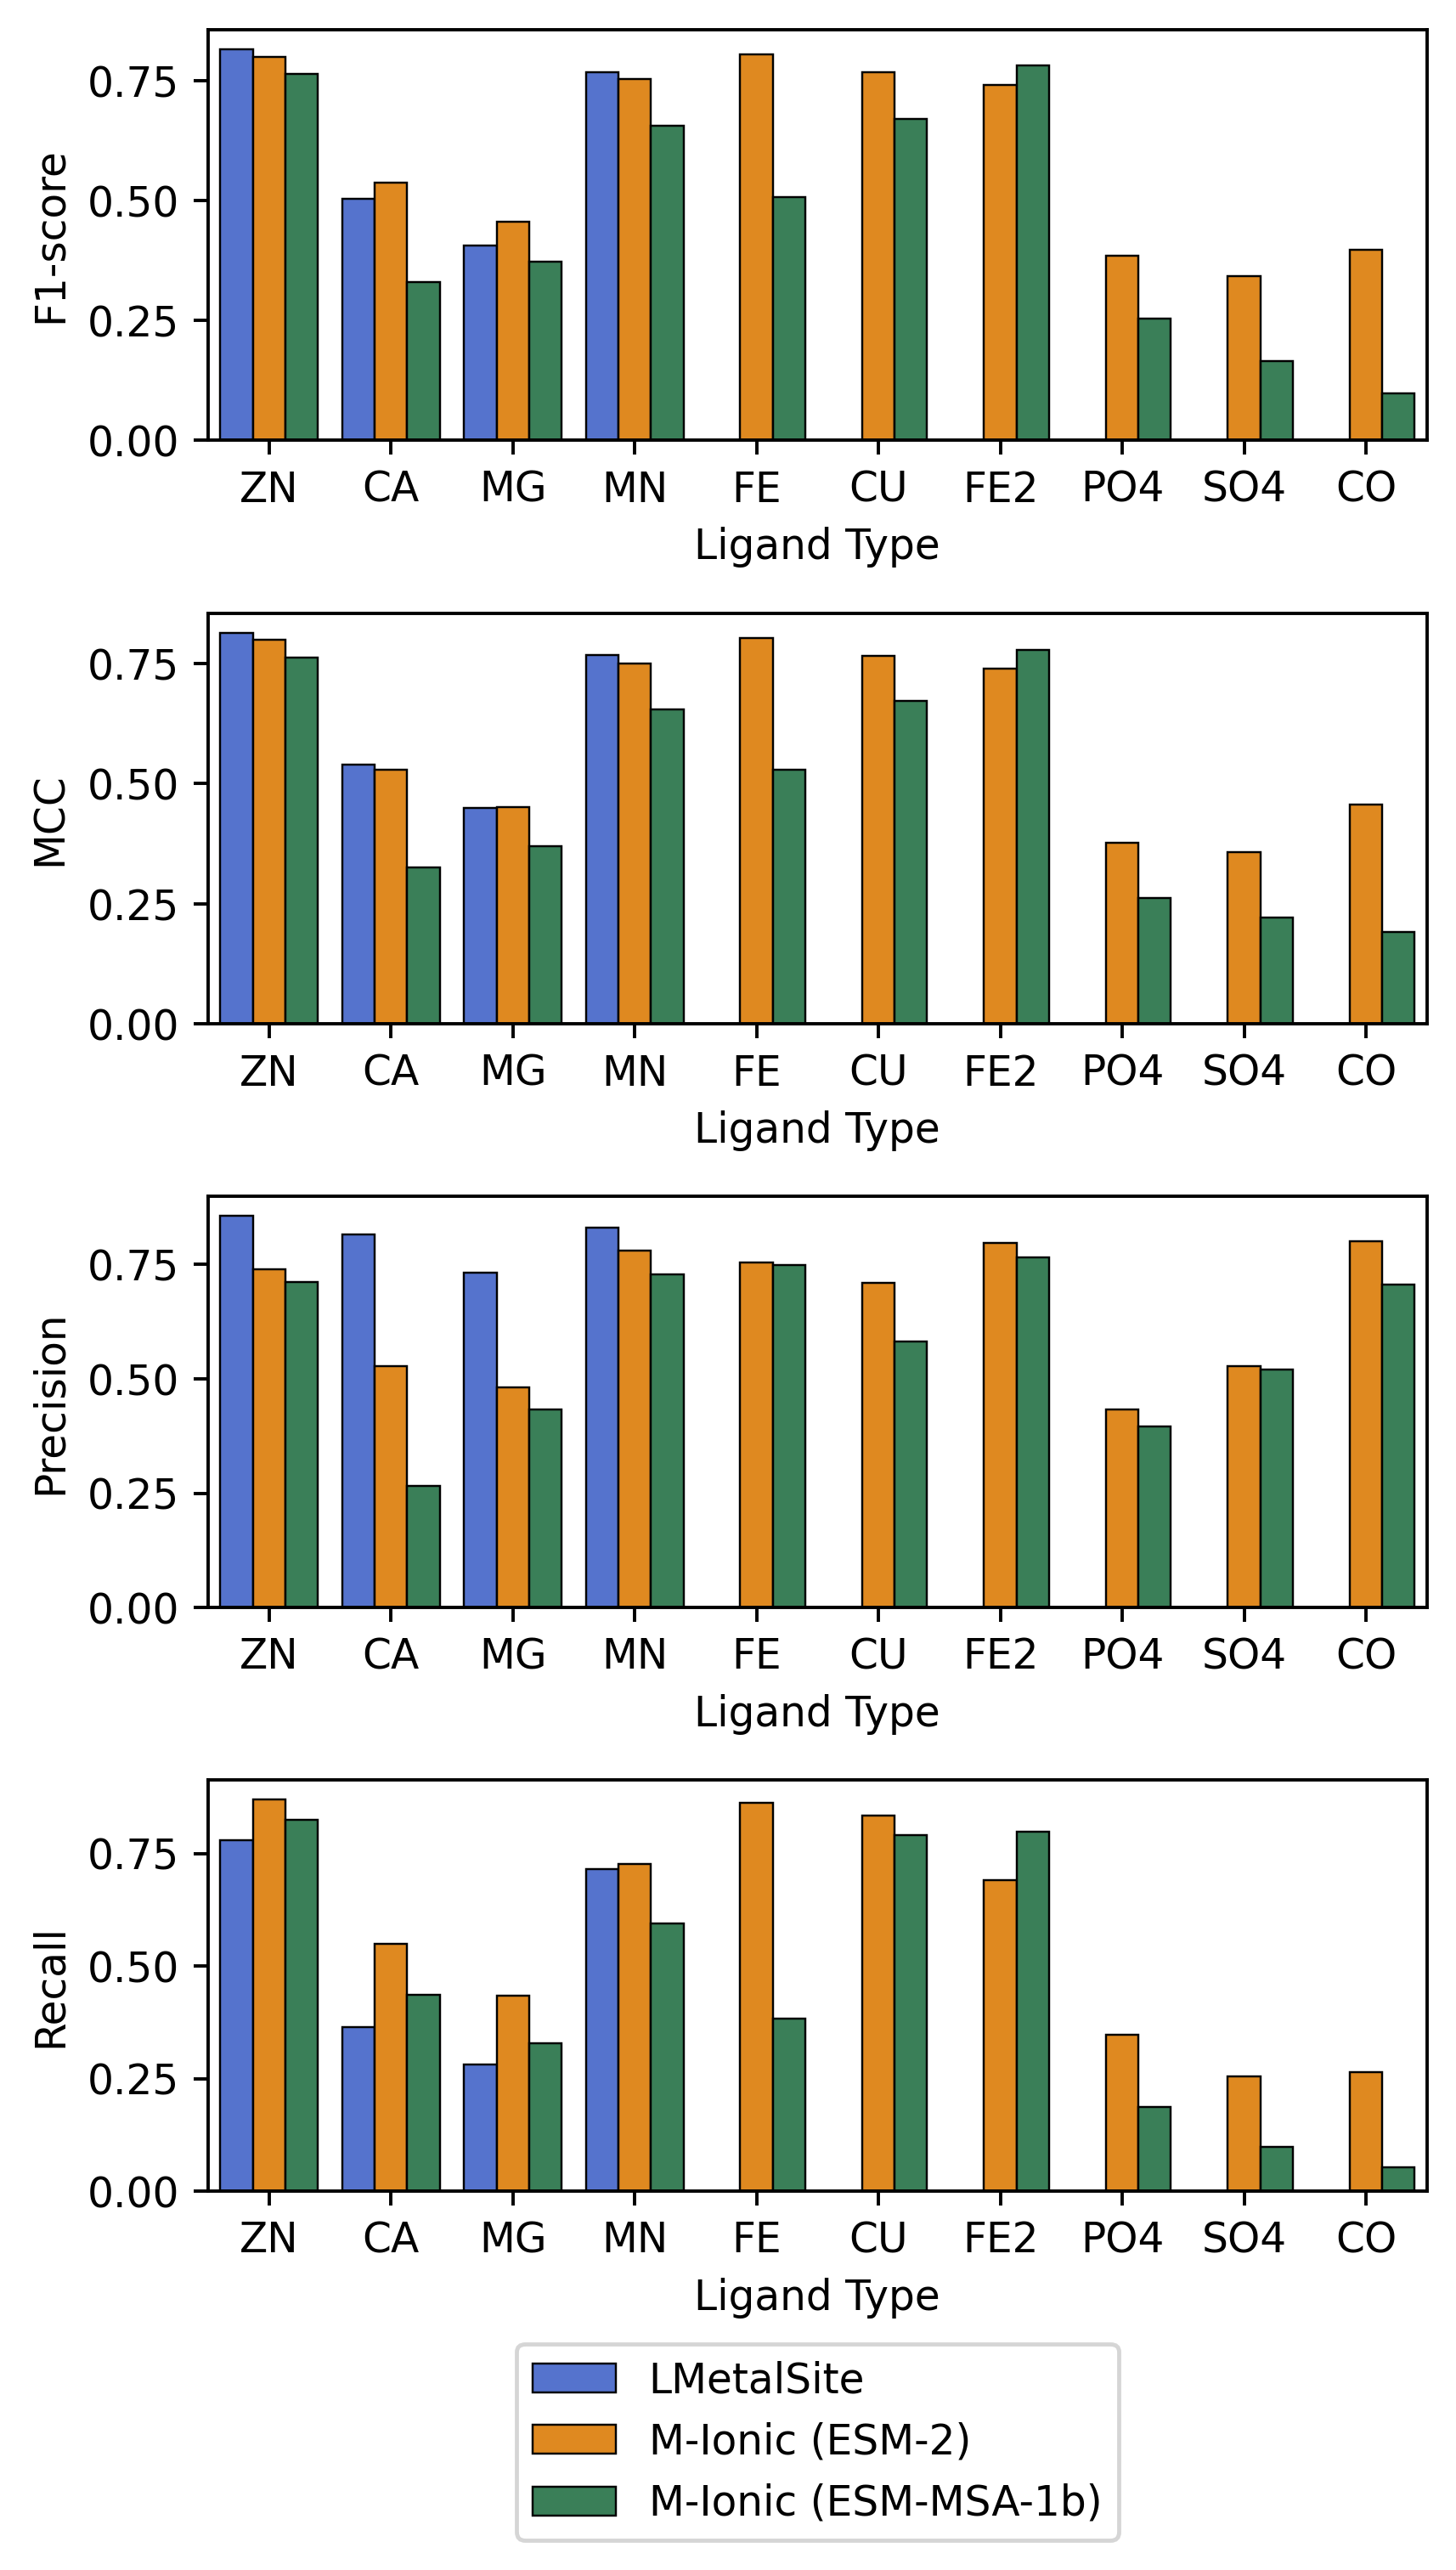 F1-score
0.75
0.50
0.25
0.00
ZN CA MG MN FE CU FE2 PO4 SO4 CO
Ligand Type
MCC
0.75
0.50
0.25
0.00
ZN CA MG MN FE CU FE2 PO4 SO4 CO
Ligand Type
Precision
0.75
0.50
0.25
0.00
ZN CA MG MN FE CU FE2 PO4 SO4 CO
Ligand Type
Recall
0.75
0.50
0.25
0.00
ZN CA MG MN FE CU FE2 PO4 SO4 CO
Ligand Type
LMetalSite
M-Ionic (ESM-2)
M-Ionic (ESM-MSA-1b)